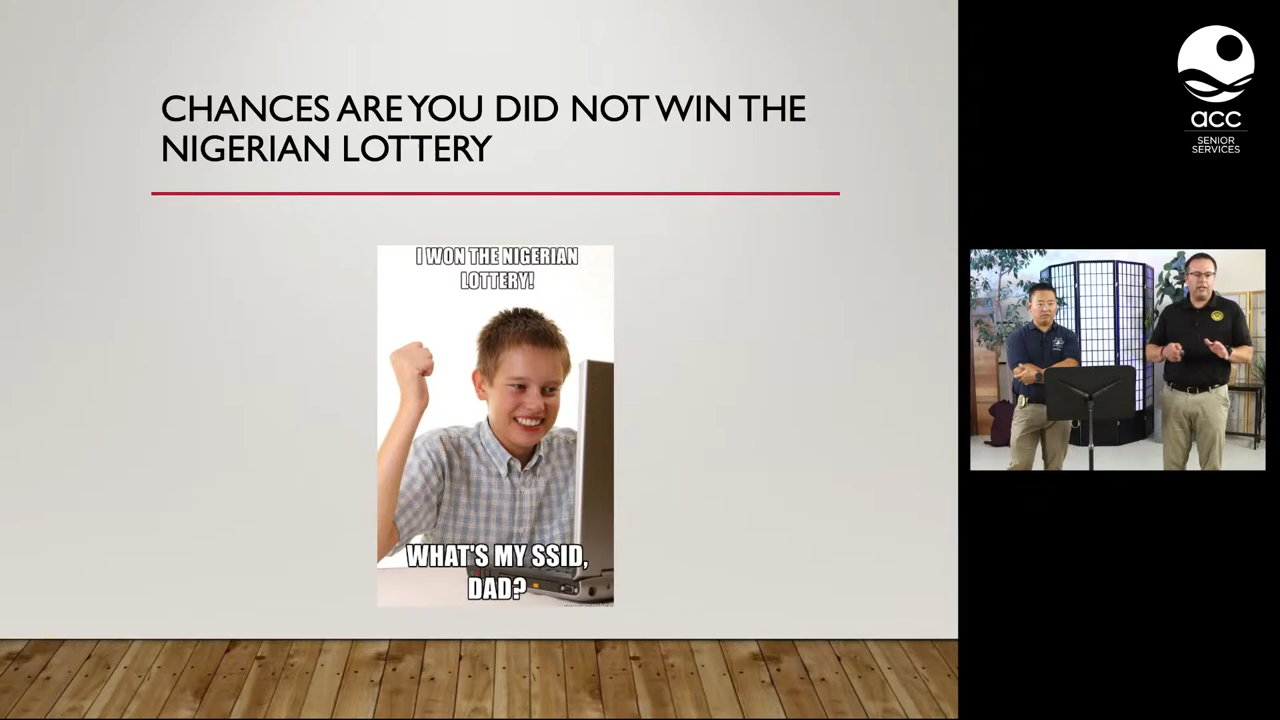 CHANCES ARE YOU DID NOT WIN THE
NIGERIAN LOTTERY
I WON THE NIGERIAN
LOTTERY!
WHAT'S MY SSID,
DAD?
acc
SENIOR
SERVICES